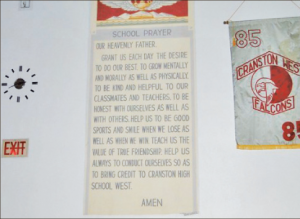 SCHOOL PRAYER
OUR HEAVENLY FATHER,
GRANT US EACH DAY THE DESIRE
TO DO OUR BEST, TO GROW MENTALLY
AND MORALLY AS WELL AS PHYSICALLY,
TO BE KIND AND HELPFUL TO OUR
CLASSMATES AND TEACHERS, TO BE
HONEST WITH OURSELVES AS WELL AS
WITH OTHERS, HELP US TO BE GOOD
SPORTS AND SMILE WHEN WE LOSE AS
WELL AS WHEN WE WIN, TEACH US THE
VALUE OF TRUE FRIENDSHIP, HELP US
ALWAYS TO CONDUCT OURSELVES SO AS
TO BRING CREDIT TO CRANSTON HIGH
SCHOOL WEST.
AMEN
EXIT
85
CRANSTON WES
FALCONS
85